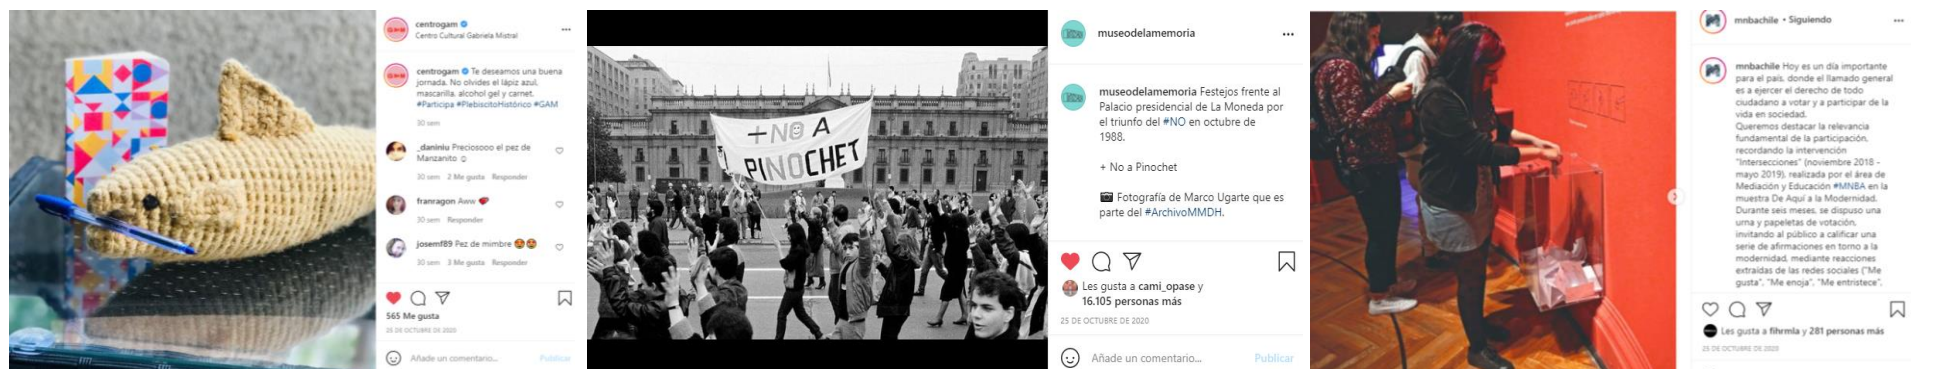 centrogam
Centro Cultural Gabriela Mistral
centrogam Te deseamos una buena
jornada. No olvides el lápiz azul,
mascarilla, alcohol gel y carnet.
#Participa #PlebiscitoHistórico #GAM
30 sem
_daniniu Preciosooo el pez de
Manzanito
30 sem 2 Me gusta Responder
franragon Aww
30 sem Responder
josemf89 Pez de mimbre
30 sem 3 Me gusta Responder
565 Me gusta
25 DE OCTUBRE DE 2020
Añade un comentario... Publicar
+NO A
PINOCHET
museodelamemoria
museodelamemoria Festejos frente al
Palacio presidencial de La Moneda por
el triunfo del #NO en octubre de
1988.
+ No a Pinochet
Fotografía de Marco Ugarte que es
parte del #ArchivoMMDH.
Les gusta a cami_opase y
16.105 personas más
25 DE OCTUBRE DE 2020
Añade un comentario... Publicar
mnbachile • Siguiendo
mnbachile Hoy es un día importante
para el país, donde el llamado general
es a ejercer el derecho de todo
ciudadano a votar y a participar de la
vida en sociedad.
Queremos destacar la relevancia
fundamental de la participación,
recordando la intervención
"Intersecciones" (noviembre 2018 -
mayo 2019), realizada por el área de
Mediación y Educación #MNBA en la
muestra De Aquí a la Modernidad.
Durante seis meses, se dispuso una
urna y papeletas de votación,
invitando al público a calificar una
serie de afirmaciones en torno a la
modernidad, mediante reacciones
extraídas de las redes sociales ("Me
gusta", "Me enoja", "Me entristece",
Les gusta a fihrmla y 281 personas más
25 DE OCTUBRE DE 2020